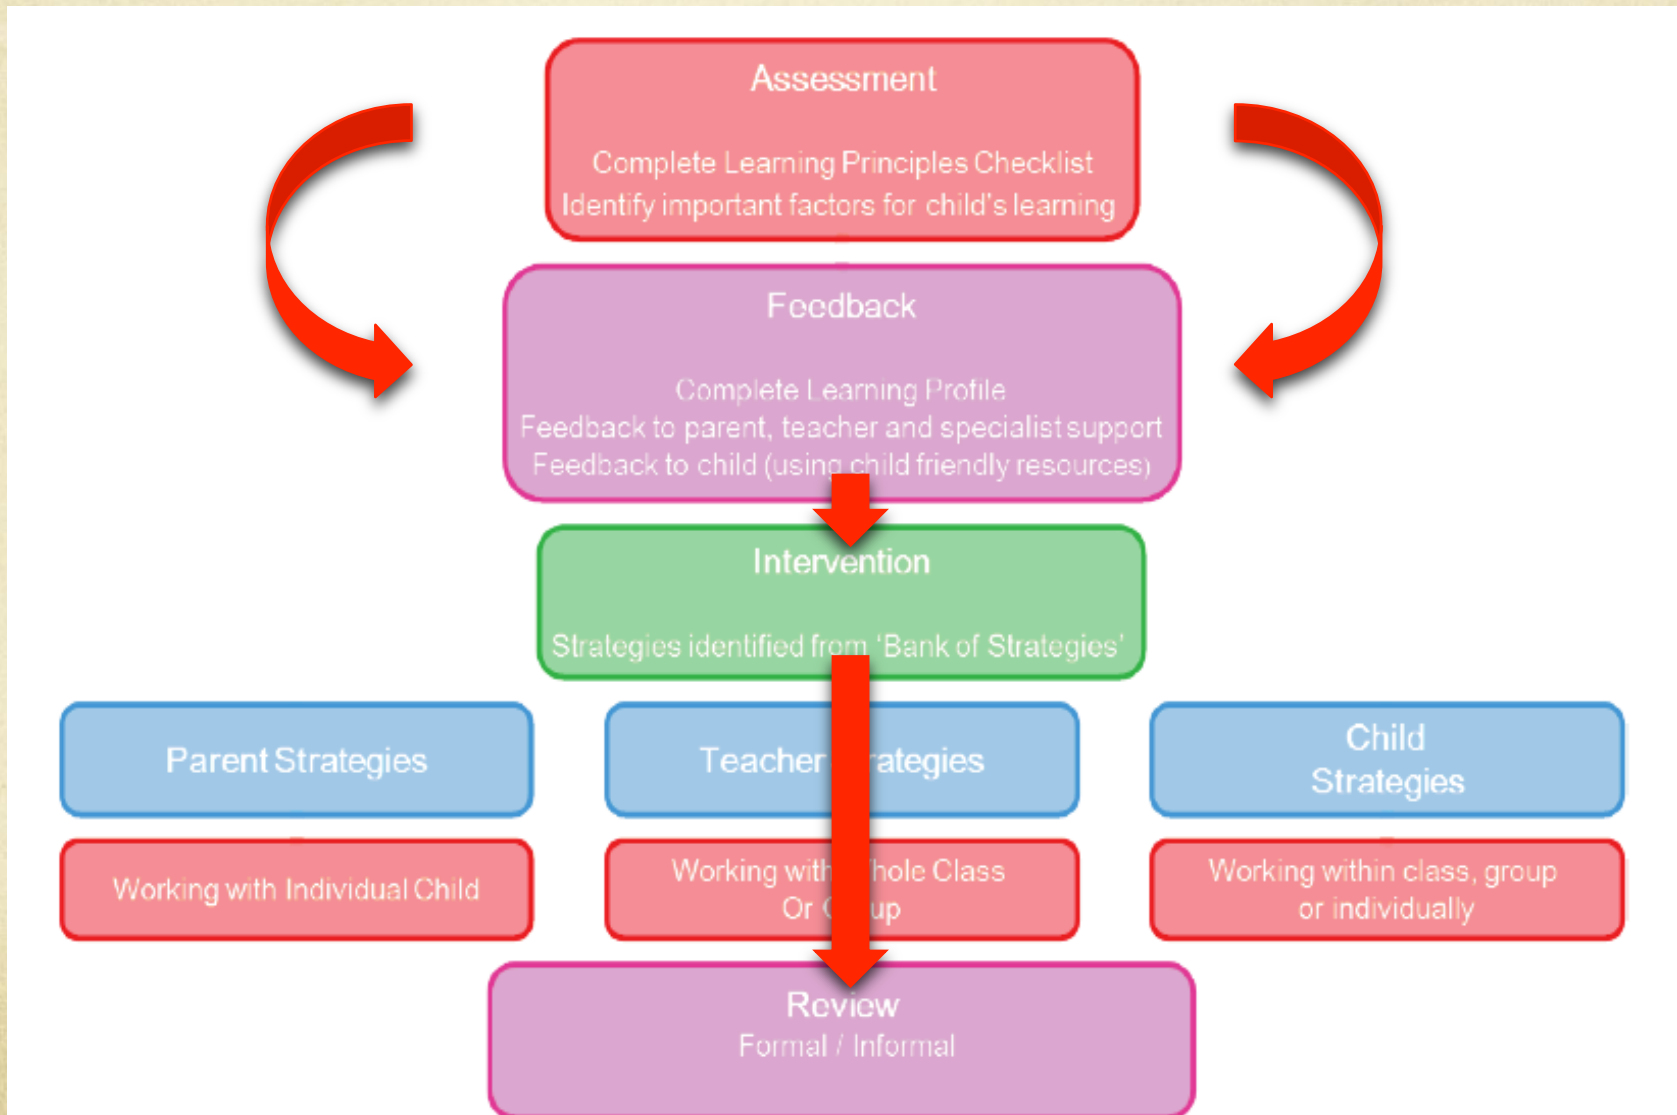 Assessment
Complete Learning Principles Checklist
Identify important factors for child's learning
Feedback
Complete Learning Profile
Feedback to parent, teacher and specialist support
Feedback to child (using child friendly resources)
Intervention
Strategies identified from ‘Bank of Strategies’
Parent Strategies
Teacher Strategies
Child
Strategies
Working with Individual Child
Working with Whole Class
Or Group
Working within class, group
or individually
Review
Formal / Informal